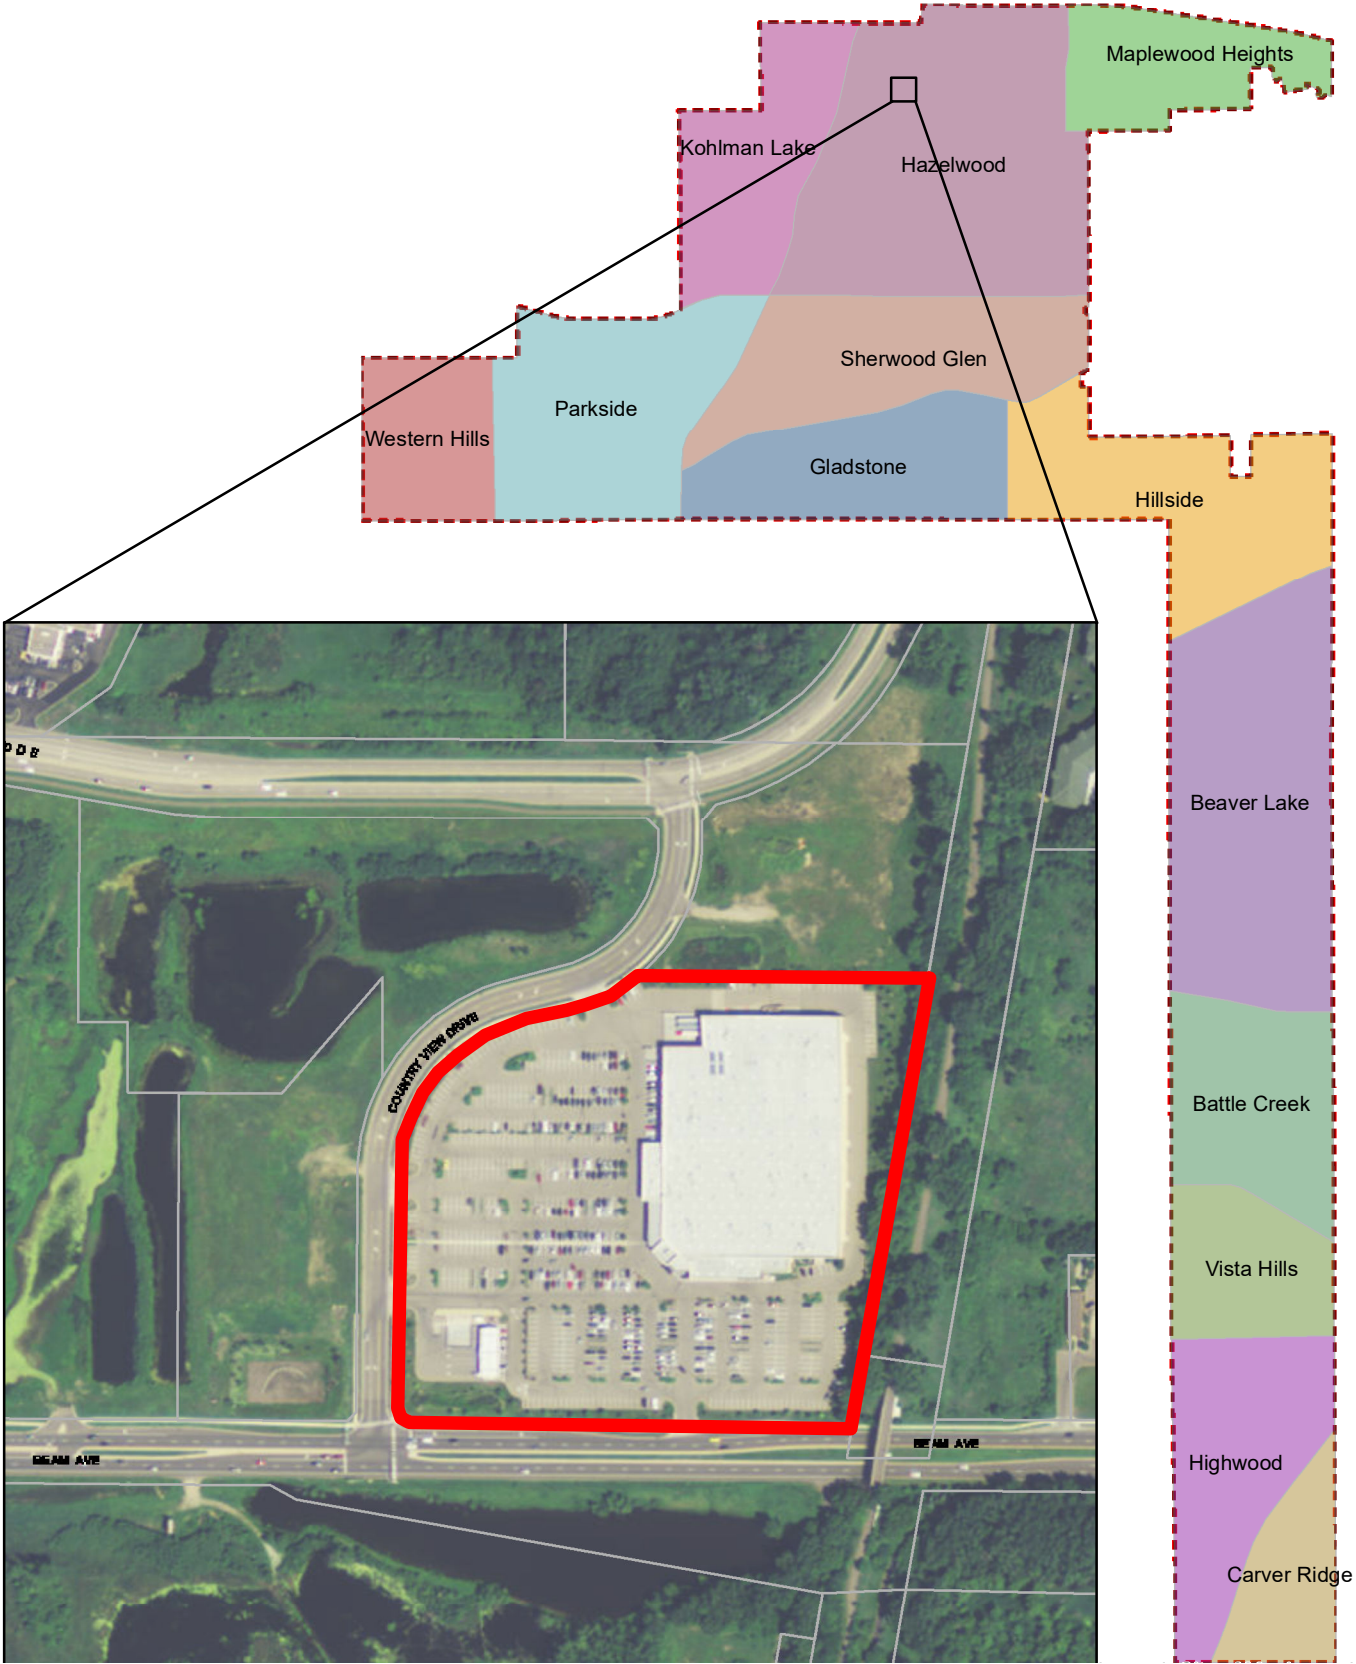 Maplewood Heights
Kohlman Lake
Hazelwood
Sherwood Glen
Parkside
Western Hills
Gladstone
Hillside
Beaver Lake
Battle Creek
Vista Hills
Highwood
Carver Ridge
COUNTRY VIEW DRIVE
BEAM AVE
BEAM AVE